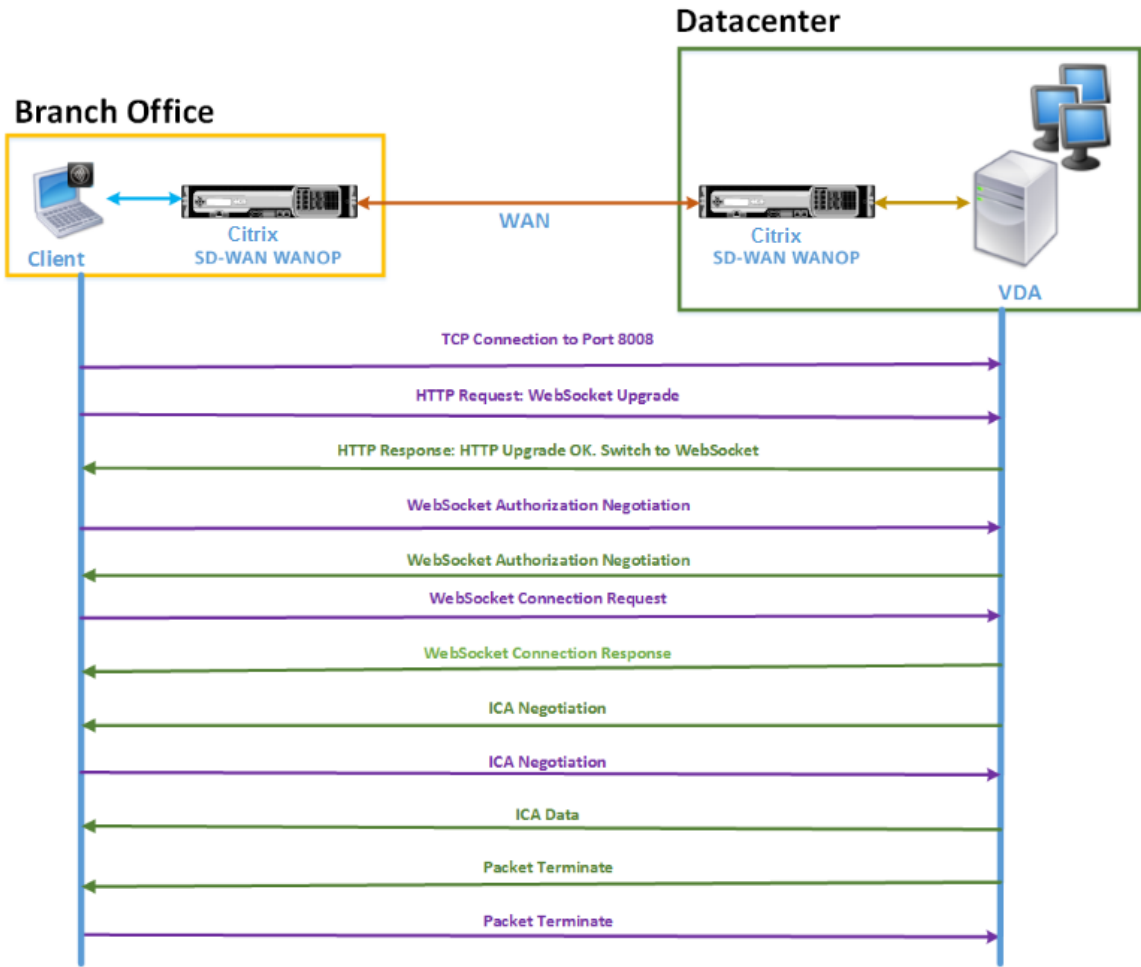 Datacenter
Branch Office
WAN
Citrix
SD-WAN WANOP
Client
Citrix
SD-WAN WANOP
VDA
TCP Connection to Port 8008
HTTP Request: WebSocket Upgrade
HTTP Response: HTTP Upgrade OK. Switch to WebSocket
WebSocket Authorization Negotiation
WebSocket Authorization Negotiation
WebSocket Connection Request
WebSocket Connection Response
ICA Negotiation
ICA Negotiation
ICA Data
Packet Terminate
Packet Terminate